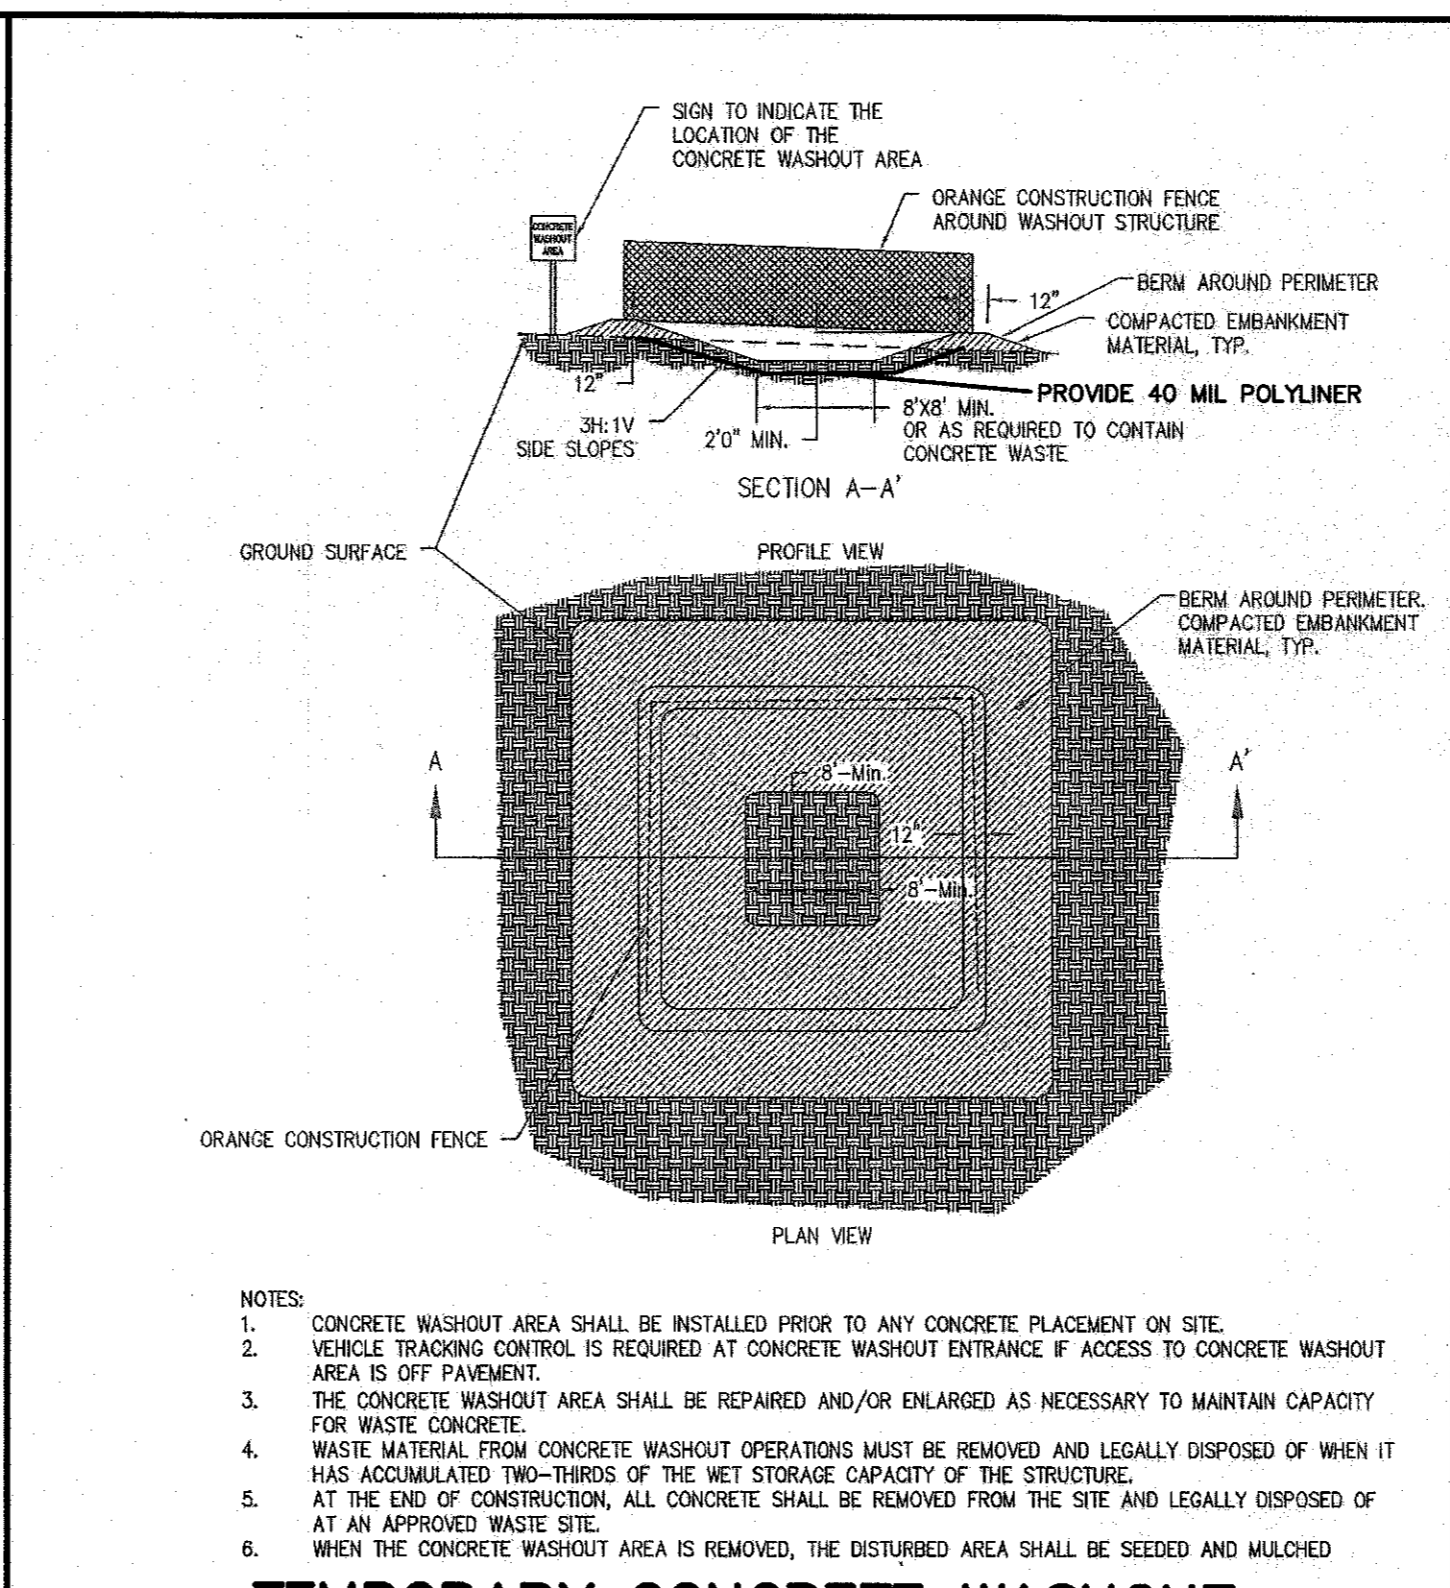 SIGN TO INDICATE THE
LOCATION OF THE
CONCRETE WASHOUT AREA
ORANGE CONSTRUCTION FENCE
AROUND WASHOUT STRUCTURE
CONCRETE
WASHOUT
AREA
BERM AROUND PERIMETER
12"
COMPACTED EMBANKMENT
MATERIAL, TYP.
12"
PROVIDE 40 MIL POLYLINER
3H:1V
SIDE SLOPES
2'0" MIN.
8'X8' MIN.
OR AS REQUIRED TO CONTAIN
CONCRETE WASTE
SECTION A-A'
GROUND SURFACE
PROFILE VIEW
BERM AROUND PERIMETER.
COMPACTED EMBANKMENT
MATERIAL, TYP.
A
A'
8'-Min.
12"
8'-Min.
ORANGE CONSTRUCTION FENCE
PLAN VIEW
NOTES:
1. CONCRETE WASHOUT AREA SHALL BE INSTALLED PRIOR TO ANY CONCRETE PLACEMENT ON SITE.
2. VEHICLE TRACKING CONTROL IS REQUIRED AT CONCRETE WASHOUT ENTRANCE IF ACCESS TO CONCRETE WASHOUT
AREA IS OFF PAVEMENT.
3. THE CONCRETE WASHOUT AREA SHALL BE REPAIRED AND/OR ENLARGED AS NECESSARY TO MAINTAIN CAPACITY
FOR WASTE CONCRETE.
4. WASTE MATERIAL FROM CONCRETE WASHOUT OPERATIONS MUST BE REMOVED AND LEGALLY DISPOSED OF WHEN IT
HAS ACCUMULATED TWO-THIRDS OF THE WET STORAGE CAPACITY OF THE STRUCTURE.
5. AT THE END OF CONSTRUCTION, ALL CONCRETE SHALL BE REMOVED FROM THE SITE AND LEGALLY DISPOSED OF
AT AN APPROVED WASTE SITE.
6. WHEN THE CONCRETE WASHOUT AREA IS REMOVED, THE DISTURBED AREA SHALL BE SEEDED AND MULCHED
TEMPORARY CONCRETE WASHOUT